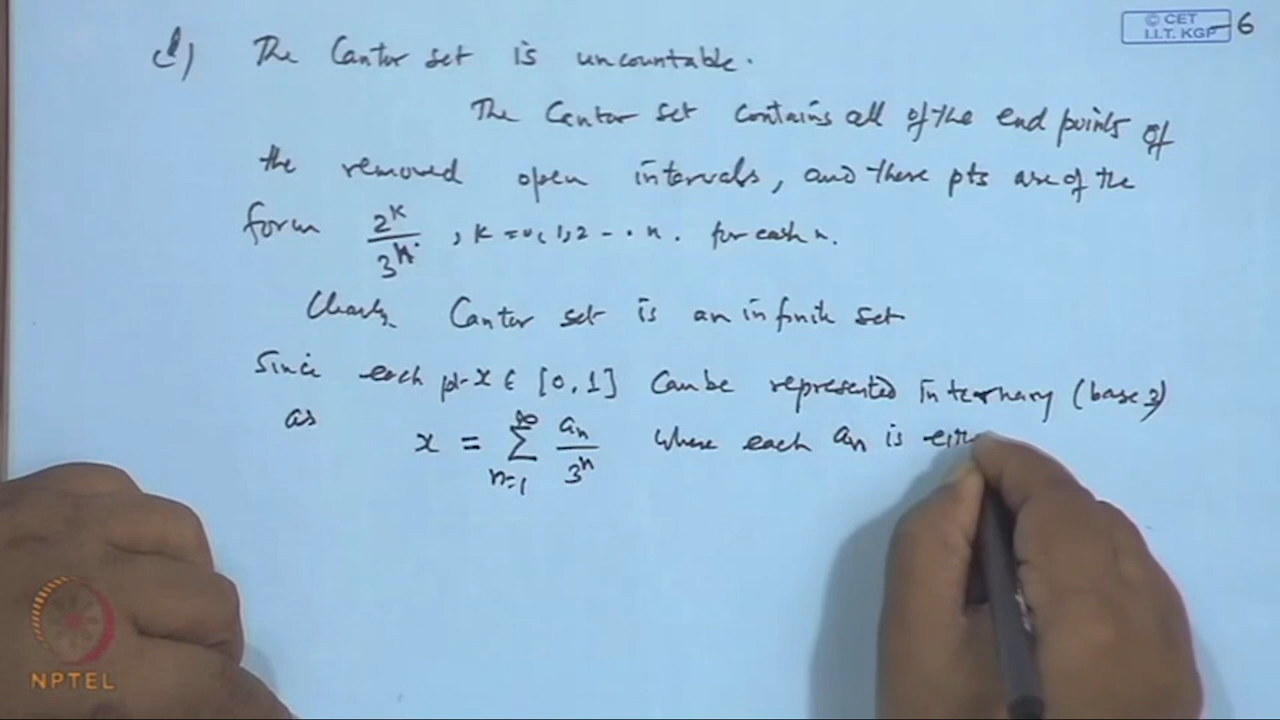 © CET
I.I.T. KGP
-6
d) The Cantor set is uncountable.
The Cantor set contains all of the end points of
the removed open intervals, and these pts are of the
form 2^k/3^n, k = 0, 1, 2 - - . n. for each n.
Clearly Cantor set is an infinite set
Since each pt x ∈ [0, 1] can be represented in ternary (base 3)
as x = ∑_{n=1}^{∞} a_n/3^n where each a_n is
NPTEL